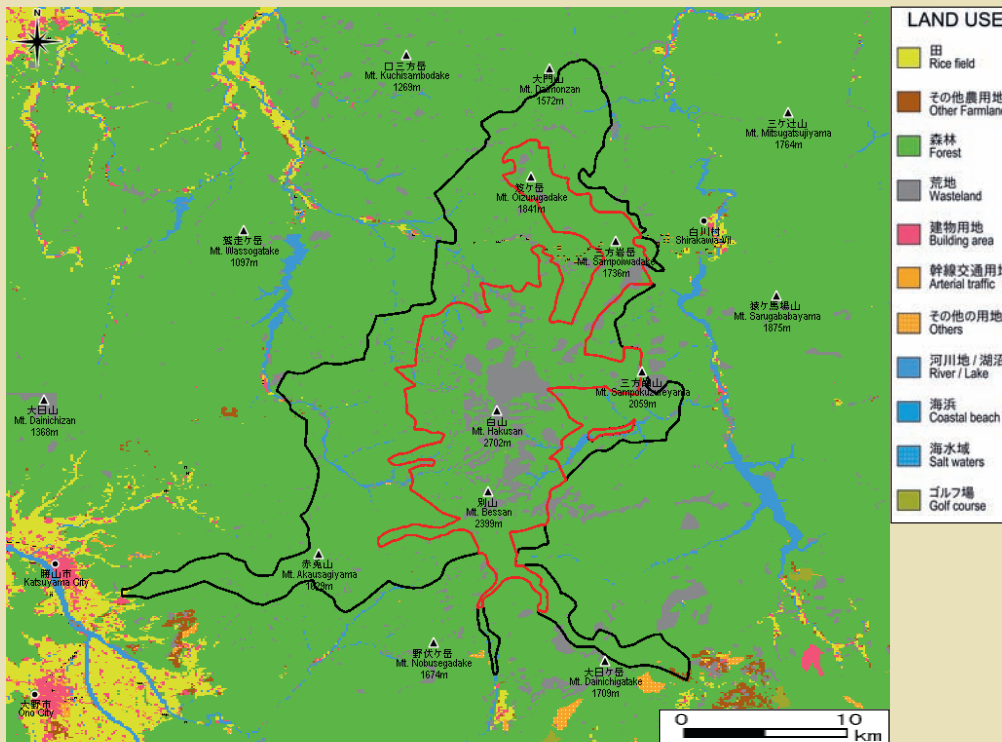 N
口三方岳
Mt. Kuchisambodake
1269m
大門山
Mt. Daimonzan
1572m
三ケ辻山
Mt. Mitsugatsujiyama
1764m
笈ケ岳
Mt. Oizurugadake
1841m
鷲走ケ岳
Mt. Wassogatake
1097m
白川村
Shirakawa-Vil
三方岩岳
Mt. Sampoiwadake
1736m
猿ケ馬場山
Mt. Sarugababayama
1875m
大日山
Mt. Dainichizan
1368m
三方崩山
Mt. Sampokuzureyama
2059m
白山
Mt. Hakusan
2702m
別山
Mt. Bessan
2399m
勝山市
Katsuyama City
赤兎山
Mt. Akausagiyama
1629m
野伏ケ岳
Mt. Nobusegadake
1674m
大日ケ岳
Mt. Dainichigatake
1709m
大野市
Ono City
0 10
km
LAND USE
田
Rice field
その他農用地
Other Farmland
森林
Forest
荒地
Wasteland
建物用地
Building area
幹線交通用地
Arterial traffic
その他の用地
Others
河川地 / 湖沼
River / Lake
海浜
Coastal beach
海水域
Salt waters
ゴルフ場
Golf course